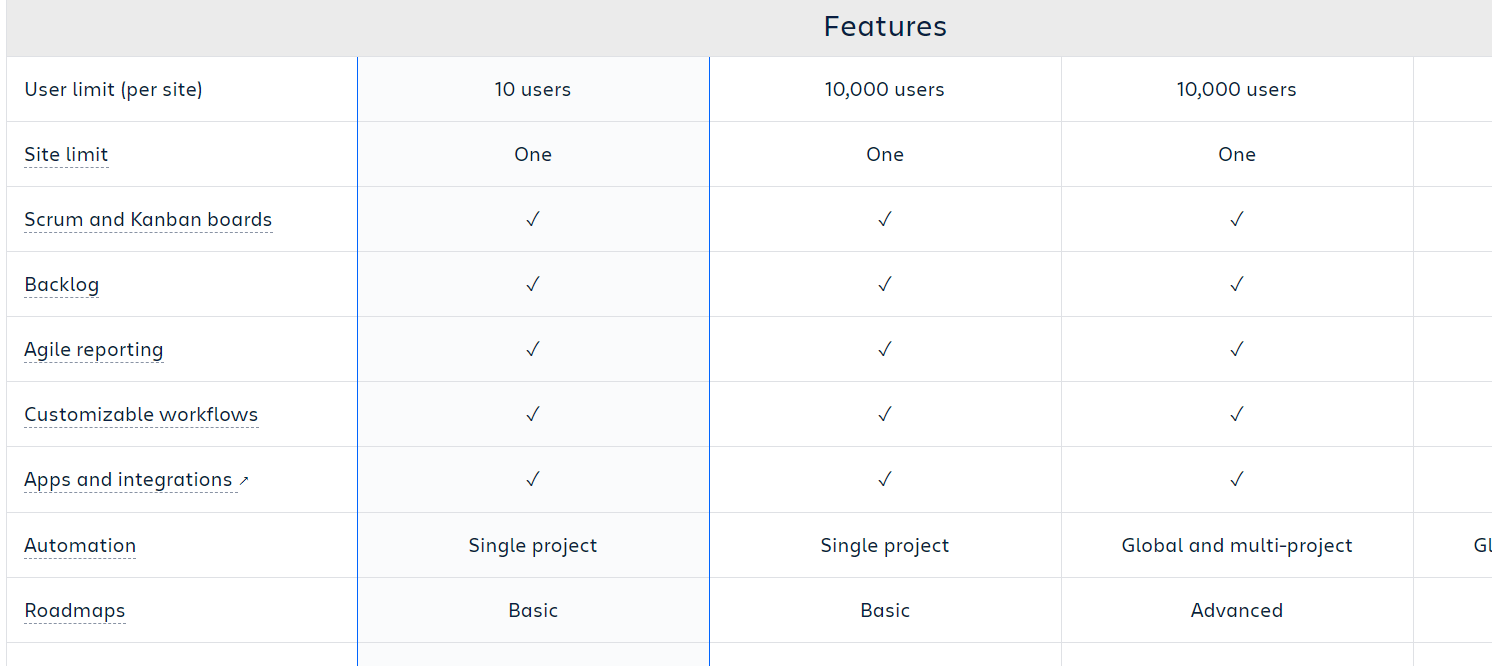 Features
User limit (per site) 10 users 10,000 users 10,000 users
Site limit One One One
Scrum and Kanban boards ✓ ✓ ✓
Backlog ✓ ✓ ✓
Agile reporting ✓ ✓ ✓
Customizable workflows ✓ ✓ ✓
Apps and integrations ↗ ✓ ✓ ✓
Automation Single project Single project Global and multi-project
Roadmaps Basic Basic Advanced